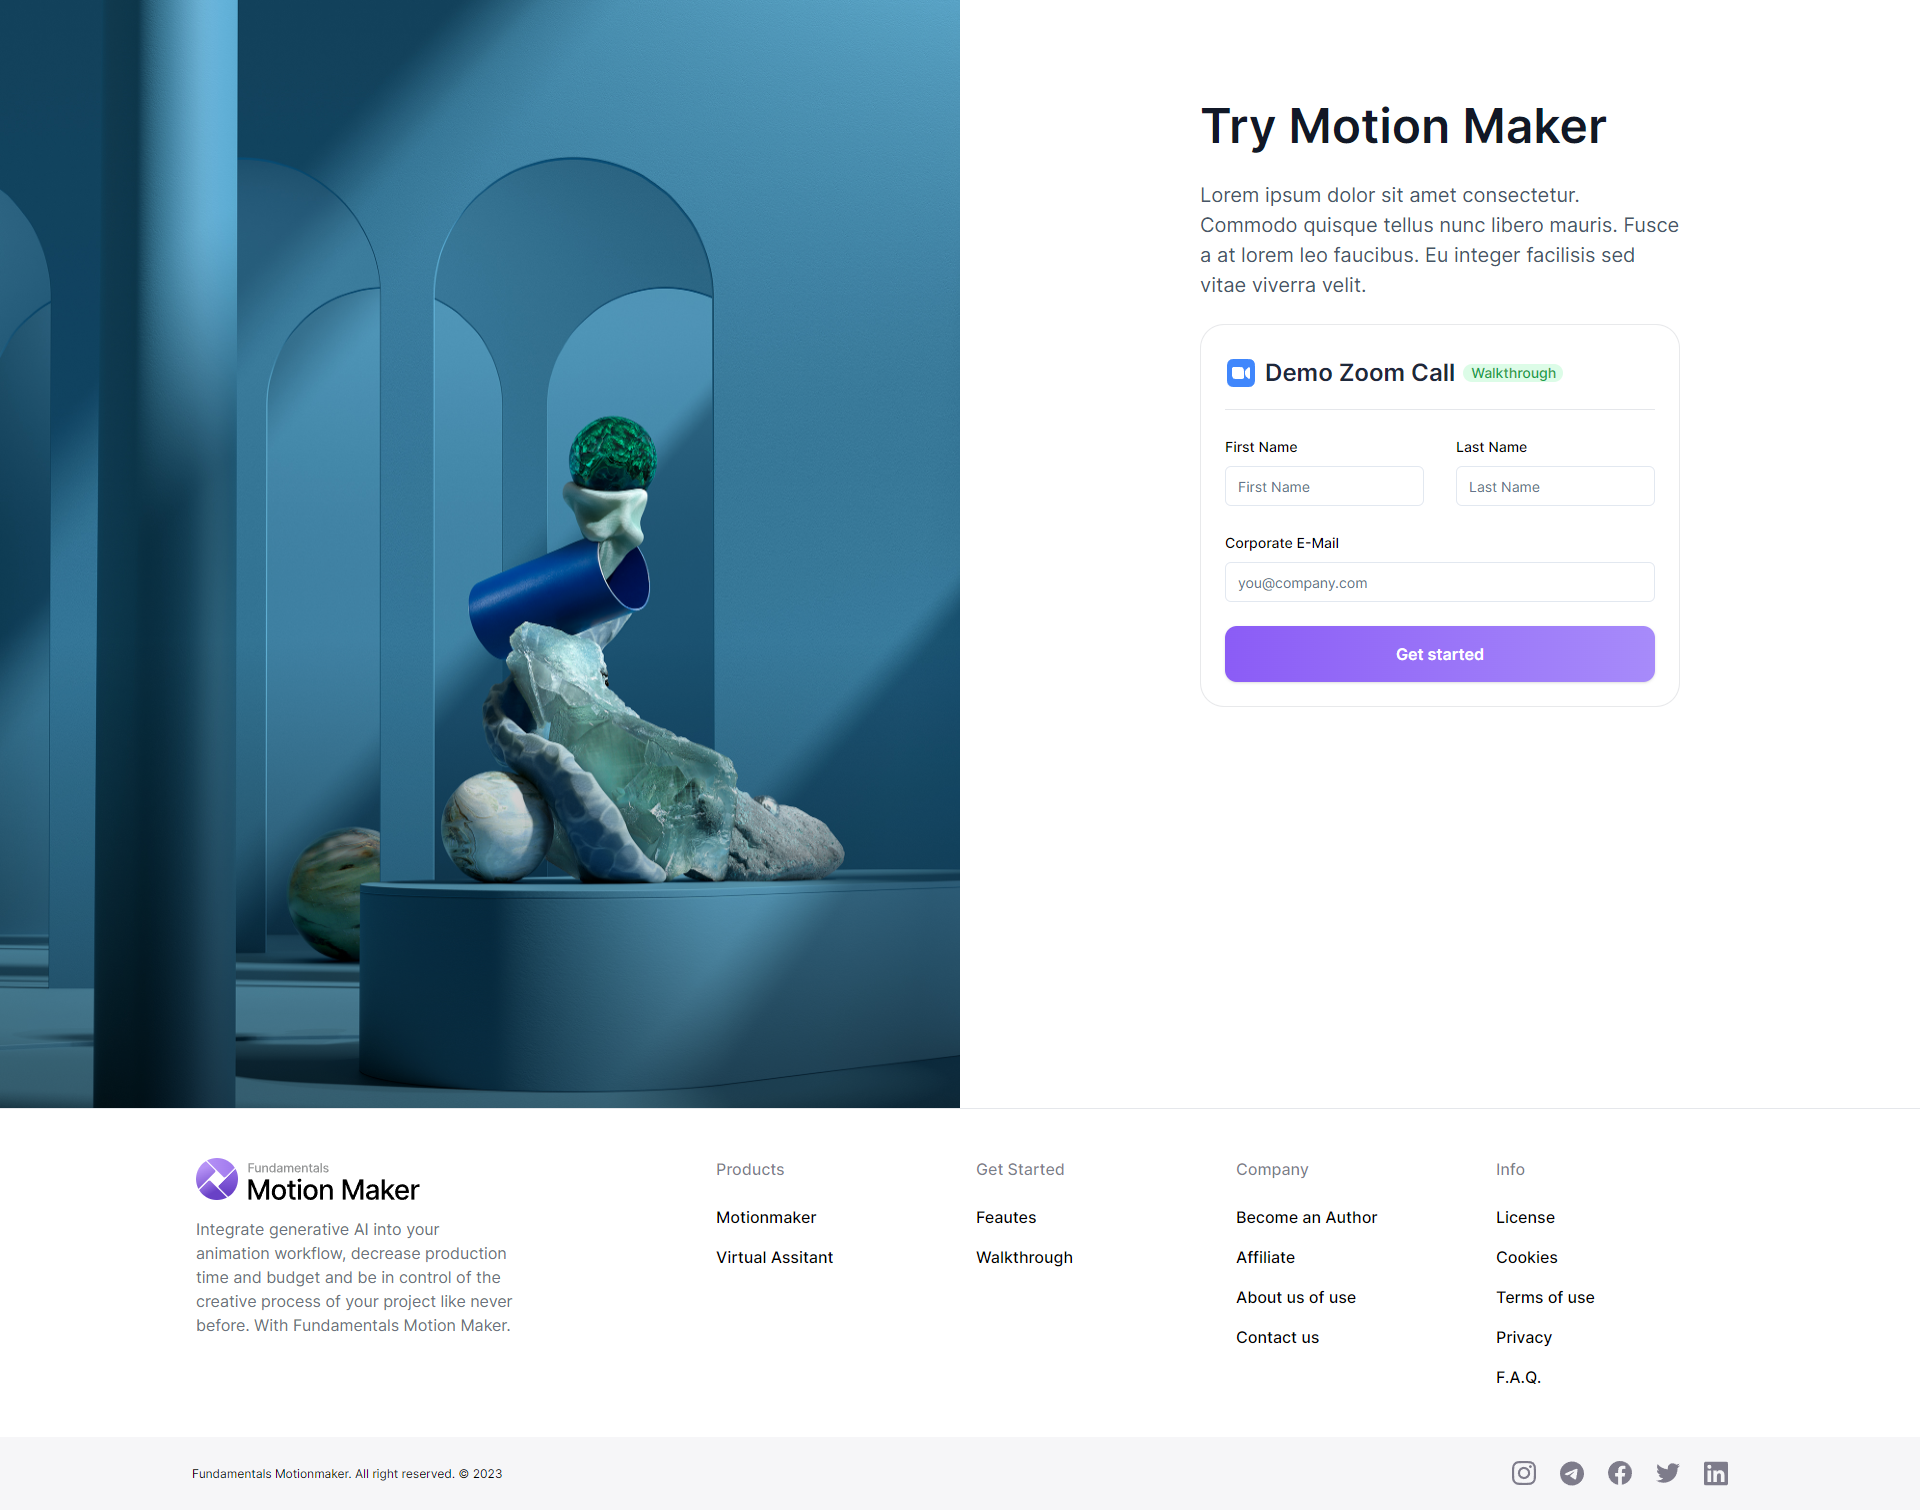 Try Motion Maker
Lorem ipsum dolor sit amet consectetur.
Commodo quisque tellus nunc libero mauris. Fusce
a at lorem leo faucibus. Eu integer facilisis sed
vitae viverra velit.
Demo Zoom Call Walkthrough
First Name Last Name
First Name Last Name
Corporate E-Mail
you@company.com
Get started
Fundamentals
Motion Maker
Integrate generative AI into your
animation workflow, decrease production
time and budget and be in control of the
creative process of your project like never
before. With Fundamentals Motion Maker.
Products
Motionmaker
Virtual Assitant
Get Started
Feautes
Walkthrough
Company
Become an Author
Affiliate
About us of use
Contact us
Info
License
Cookies
Terms of use
Privacy
F.A.Q.
Fundamentals Motionmaker. All right reserved. © 2023